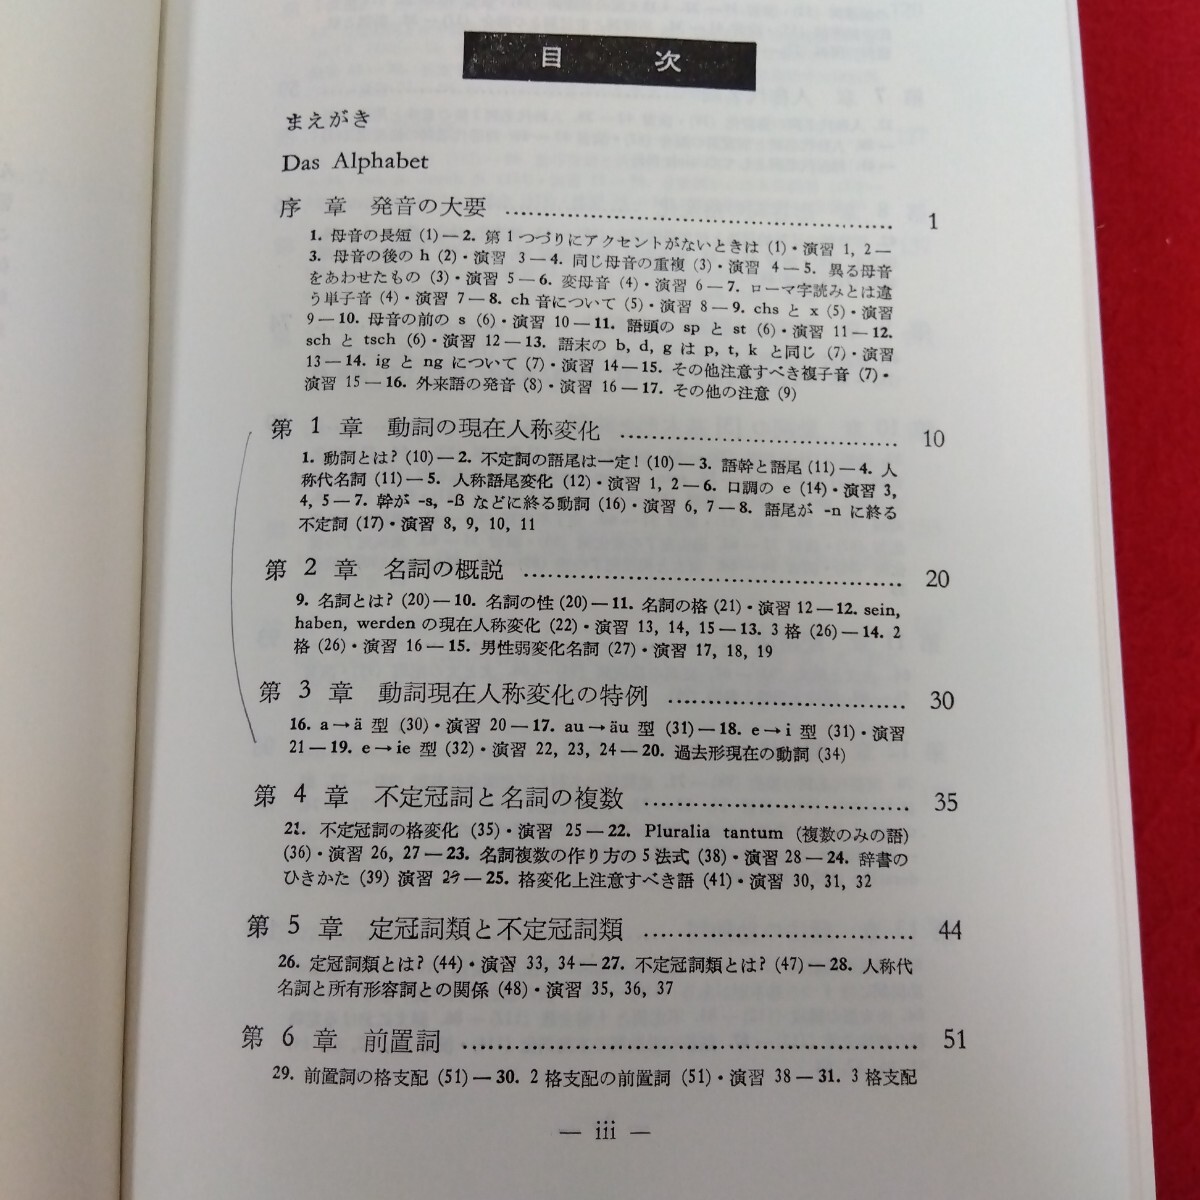 目 次
まえがき
Das Alphabet
序 章 発音の大要 …………………………………… 1
1. 母音の長短 (1) — 2. 第1つづりにアクセントがないときは (1)・演習 1, 2 —
3. 母音の後の h (2)・演習 3 — 4. 同じ母音の重複 (3)・演習 4 — 5. 異る母音
をあわせたもの (3)・演習 5 — 6. 変母音 (4)・演習 6 — 7. ローマ字読みとは違
う単子音 (4)・演習 7 — 8. ch 音について (5)・演習 8 — 9. chs と x (5)・演習
9 — 10. 母音の前の s (6)・演習 10 — 11. 語頭の sp と st (6)・演習 11 — 12.
sch と tsch (6)・演習 12 — 13. 語末の b, d, g は p, t, k と同じ (7)・演習
13 — 14. ig と ng について (7)・演習 14 — 15. その他注意すべき複子音 (7)・
演習 15 — 16. 外来語の発音 (8)・演習 16 — 17. その他の注意 (9)
第 1 章 動詞の現在人称変化 …………………………… 10
1. 動詞とは? (10) — 2. 不定詞の語尾は一定! (10) — 3. 語幹と語尾 (11) — 4. 人
称代名詞 (11) — 5. 人称語尾変化 (12)・演習 1, 2 — 6. 口調の e (14)・演習 3,
4, 5 — 7. 幹が -s, -ß などに終る動詞 (16)・演習 6, 7 — 8. 語尾が -n に終る
不定詞 (17)・演習 8, 9, 10, 11
第 2 章 名詞の概説 …………………………………… 20
9. 名詞とは? (20) — 10. 名詞の性 (20) — 11. 名詞の格 (21)・演習 12 — 12. sein,
haben, werden の現在人称変化 (22)・演習 13, 14, 15 — 13. 3 格 (26) — 14. 2
格 (26)・演習 16 — 15. 男性弱変化名詞 (27)・演習 17, 18, 19
第 3 章 動詞現在人称変化の特例 ……………………… 30
16. a→ä 型 (30)・演習 20 — 17. au→äu 型 (31) — 18. e→i 型 (31)・演習
21 — 19. e→ie 型 (32)・演習 22, 23, 24 — 20. 過去形現在の動詞 (34)
第 4 章 不定冠詞と名詞の複数 ………………………… 35
21. 不定冠詞の格変化 (35)・演習 25 — 22. Pluralia tantum (複数のみの語)
(36)・演習 26, 27 — 23. 名詞複数の作り方の5法式 (38)・演習 28 — 24. 辞書の
ひきかた (39) 演習 29 — 25. 格変化上注意すべき語 (41)・演習 30, 31, 32
第 5 章 定冠詞類と不定冠詞類 ………………………… 44
26. 定冠詞類とは? (44)・演習 33, 34 — 27. 不定冠詞類とは? (47) — 28. 人称代
名詞と所有形容詞との関係 (48)・演習 35, 36, 37
第 6 章 前置詞 ………………………………………… 51
29. 前置詞の格支配 (51) — 30. 2 格支配の前置詞 (51)・演習 38 — 31. 3 格支配
— iii —